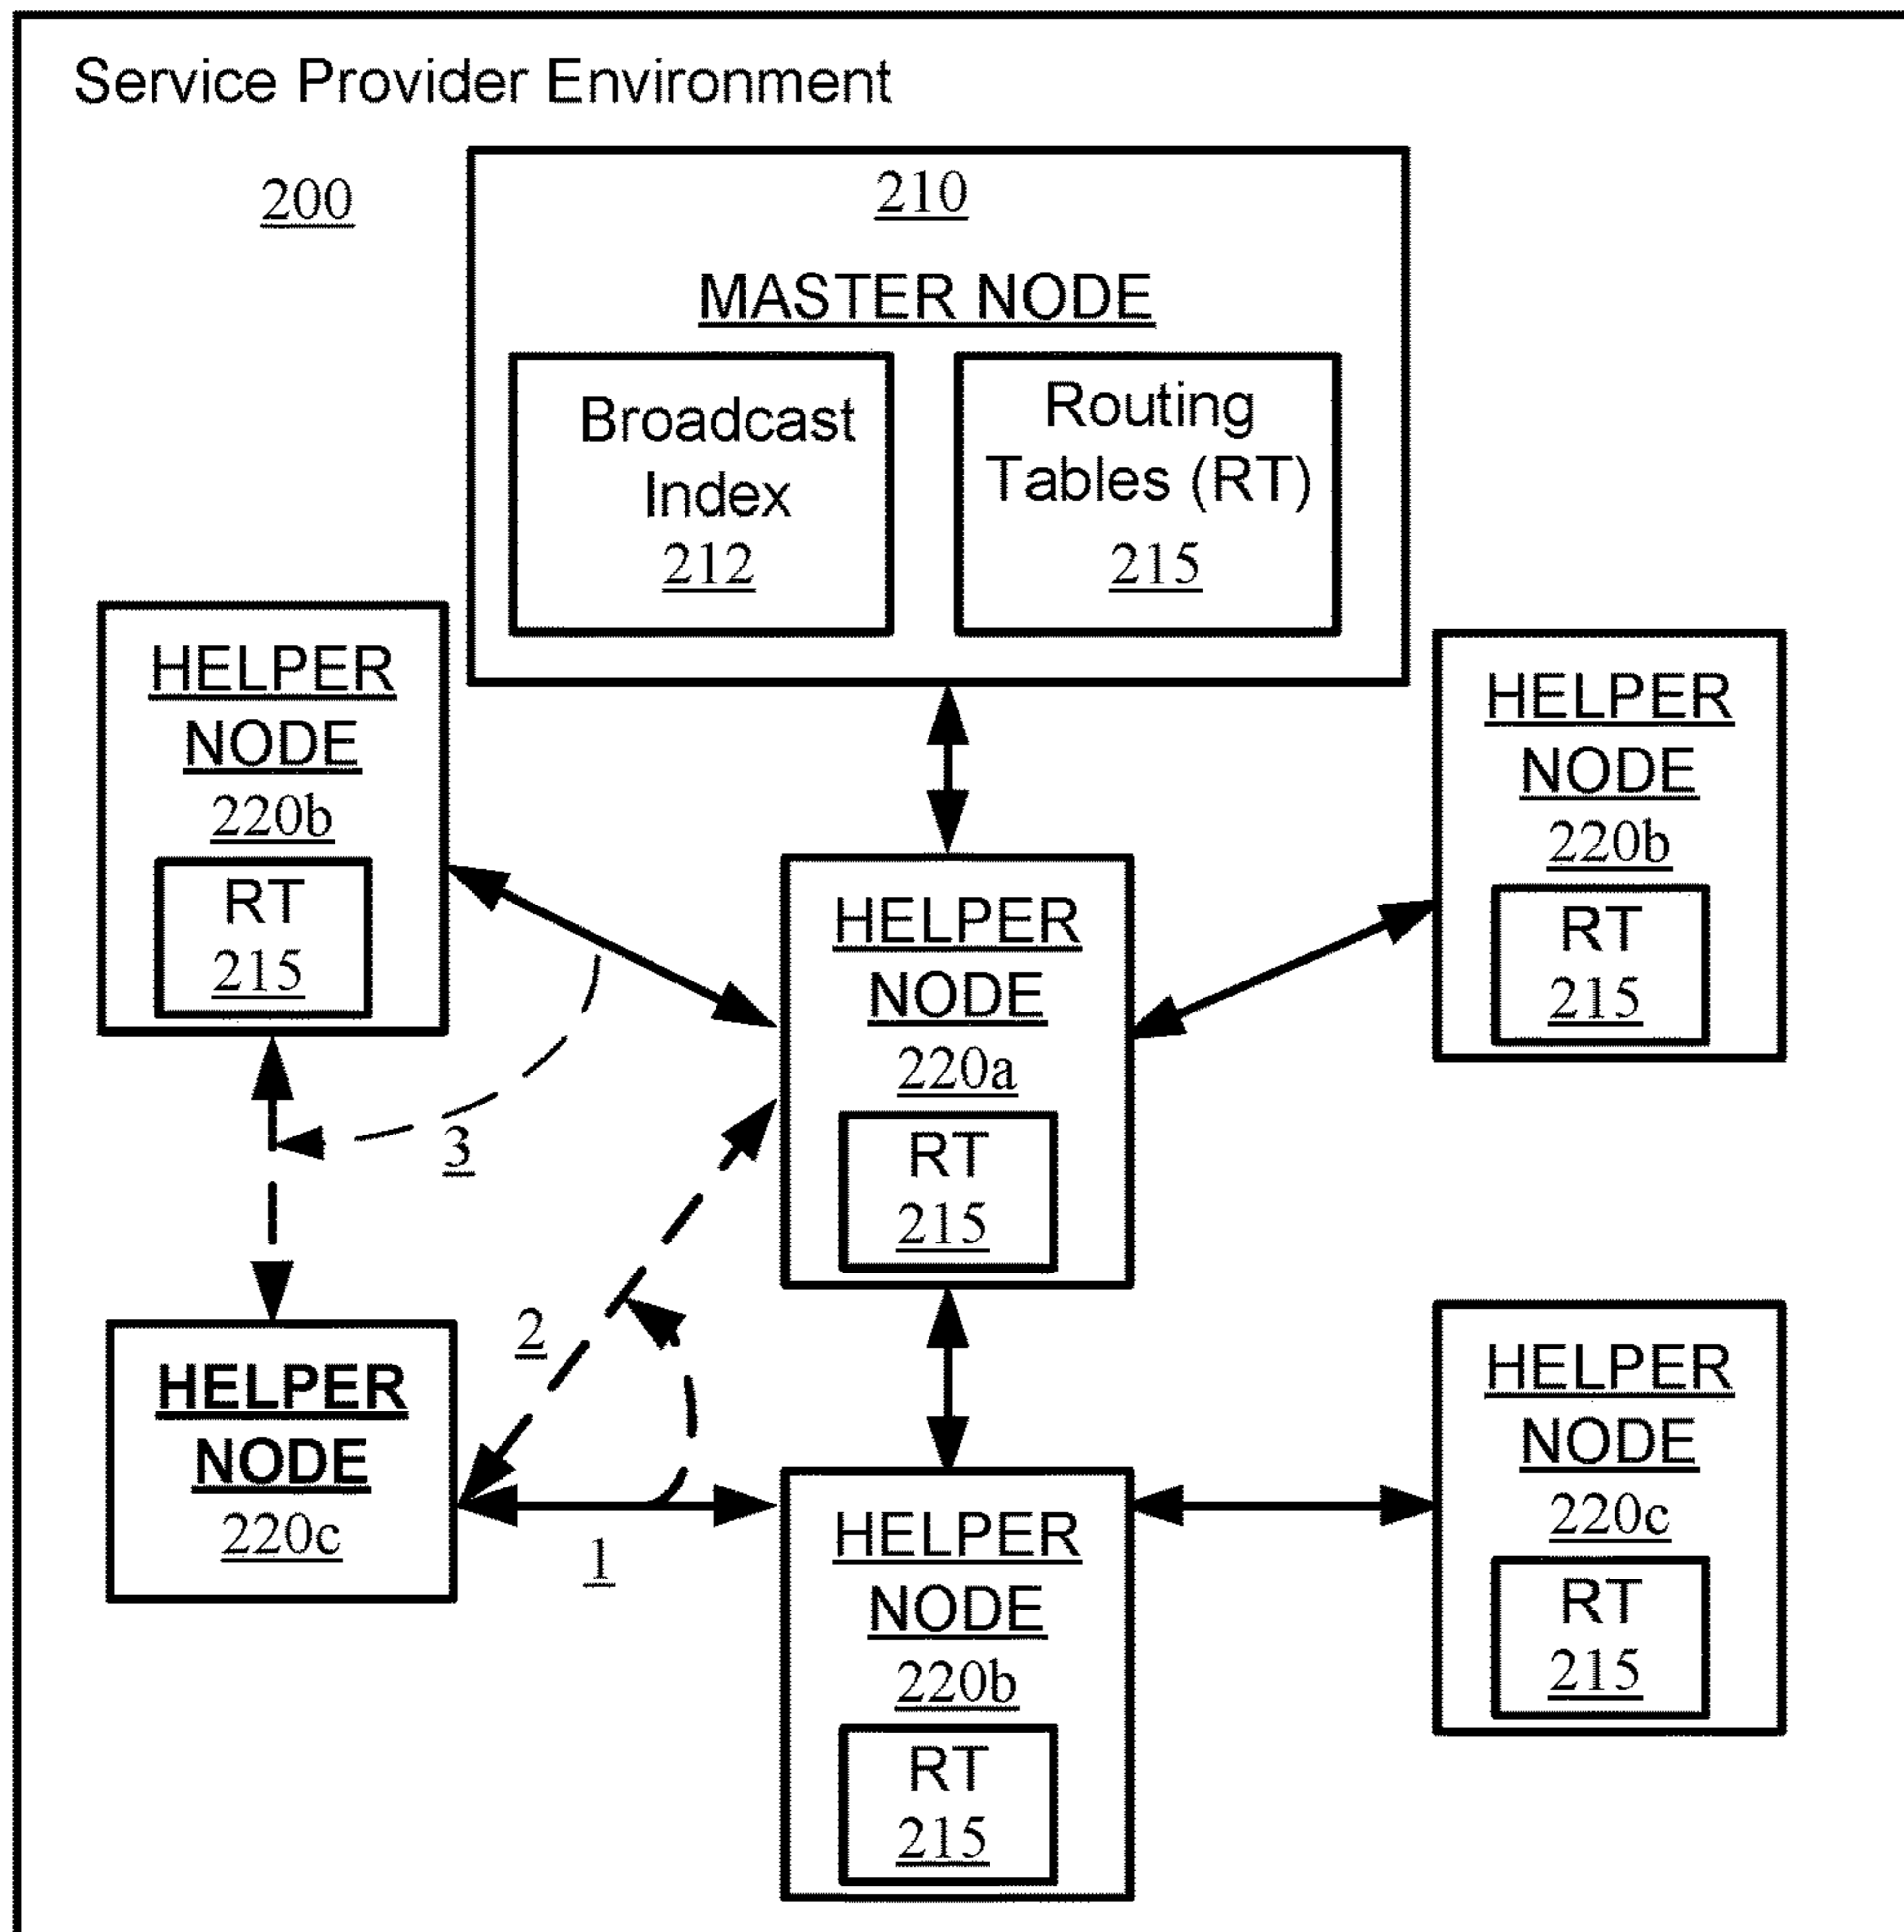 Service Provider Environment
200
210
MASTER NODE
Broadcast
Index
212
Routing
Tables (RT)
215
HELPER
NODE
220b
RT
215
HELPER
NODE
220b
RT
215
HELPER
NODE
220a
RT
215
3
2
HELPER
NODE
220c
1
HELPER
NODE
220b
RT
215
HELPER
NODE
220c
RT
215